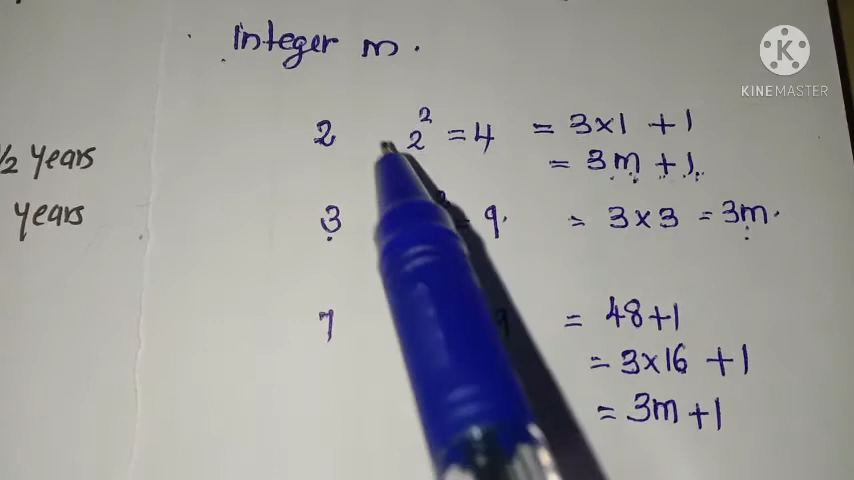 integer m.
K
KINEMASTER
2 2² = 4 = 3×1 + 1
1/2 years = 3m + 1
years 3 9. = 3×3 = 3m.
7 9 = 48+1
= 3×16 + 1
= 3m + 1